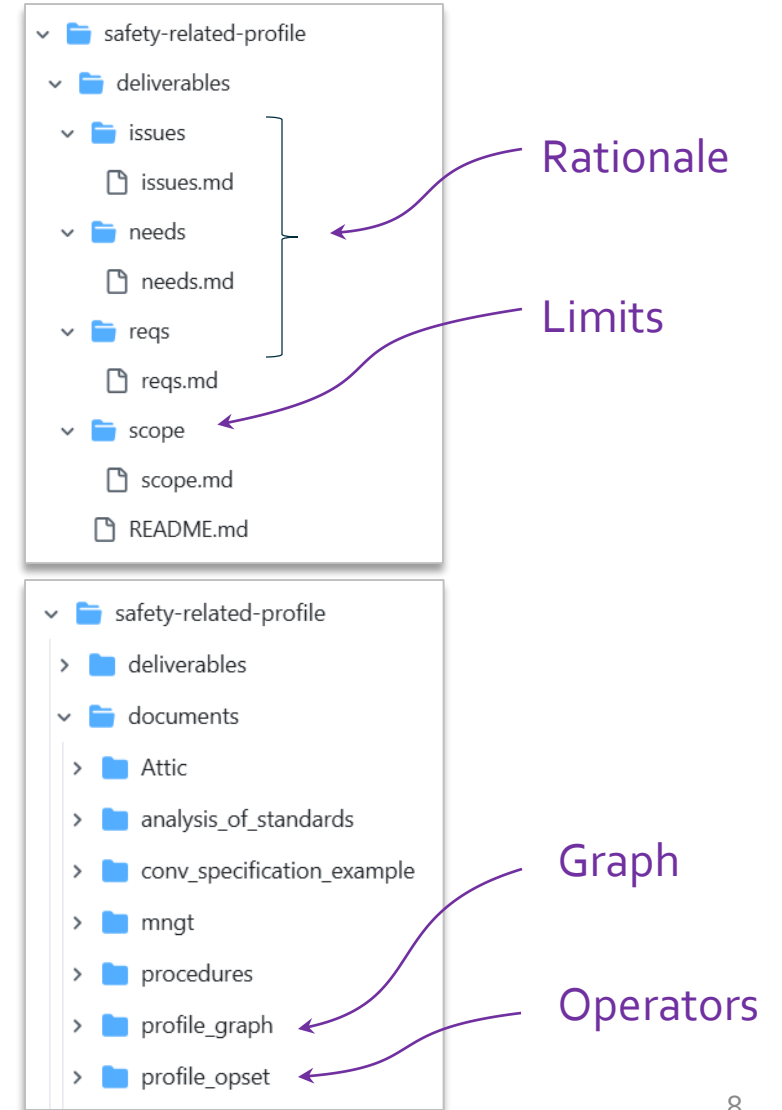 safety-related-profile
deliverables
issues
issues.md
needs
needs.md
reqs
reqs.md
scope
scope.md
README.md
Rationale
Limits
safety-related-profile
deliverables
documents
Attic
analysis_of_standards
conv_specification_example
mngt
procedures
profile_graph
profile_opset
Graph
Operators
8